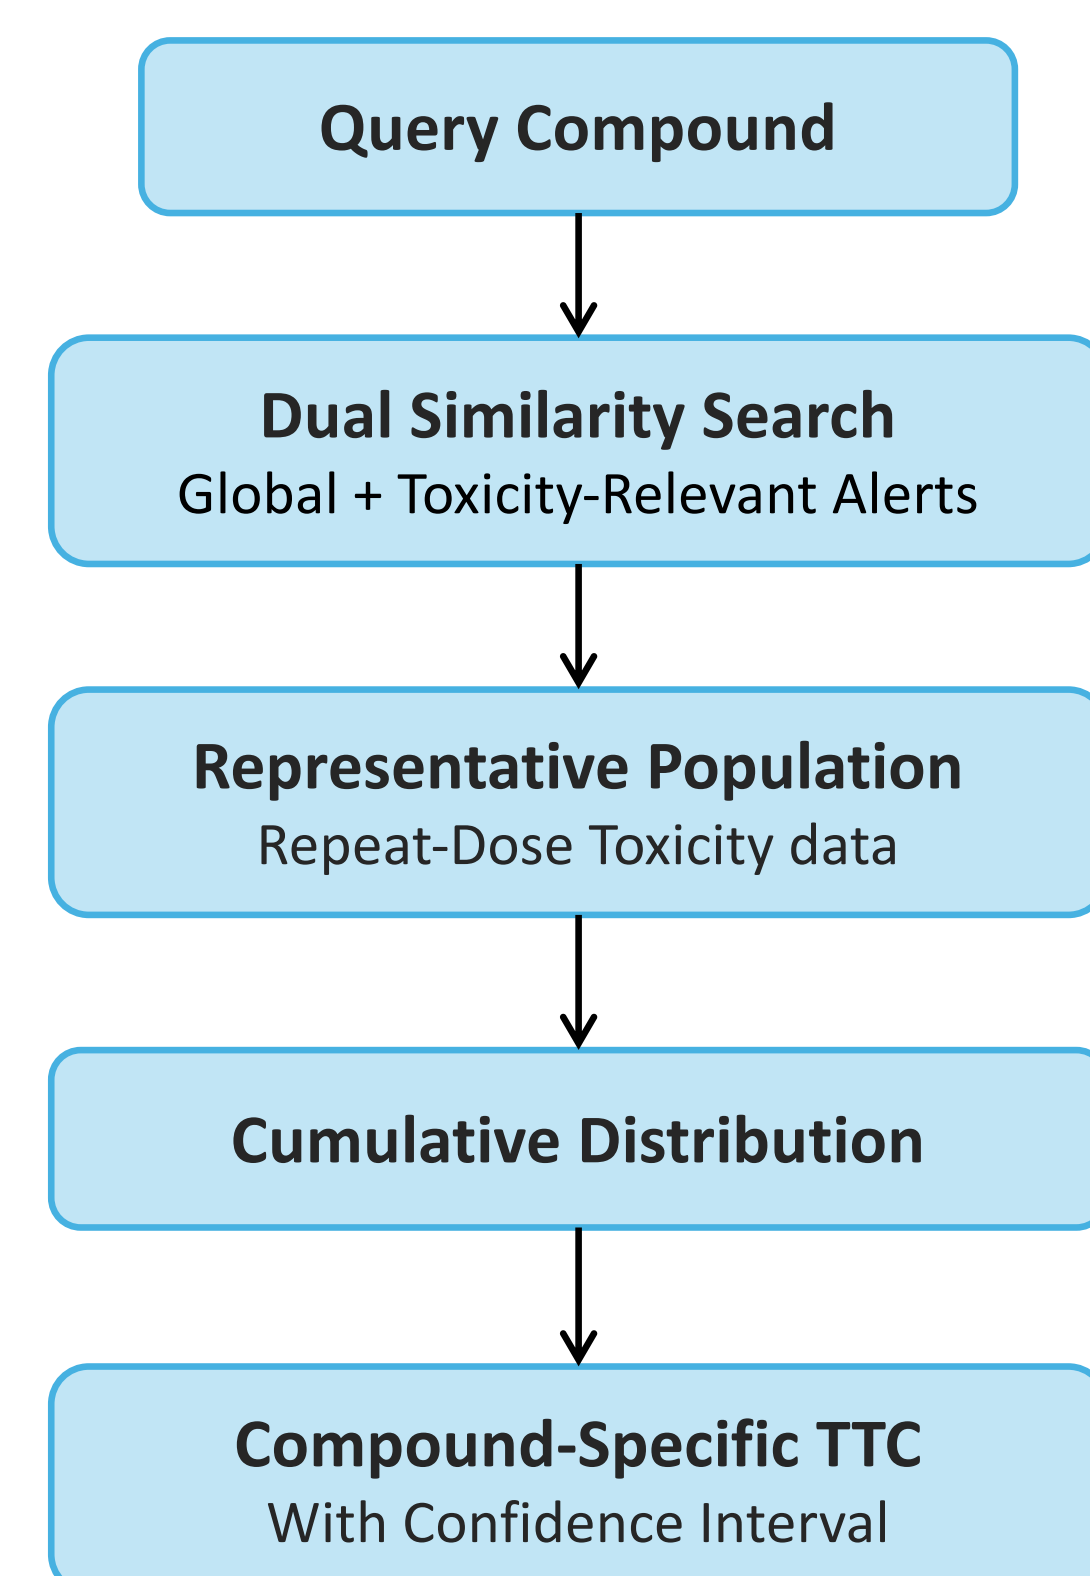 Query Compound
Dual Similarity Search
Global + Toxicity-Relevant Alerts
Representative Population
Repeat-Dose Toxicity data
Cumulative Distribution
Compound-Specific TTC
With Confidence Interval